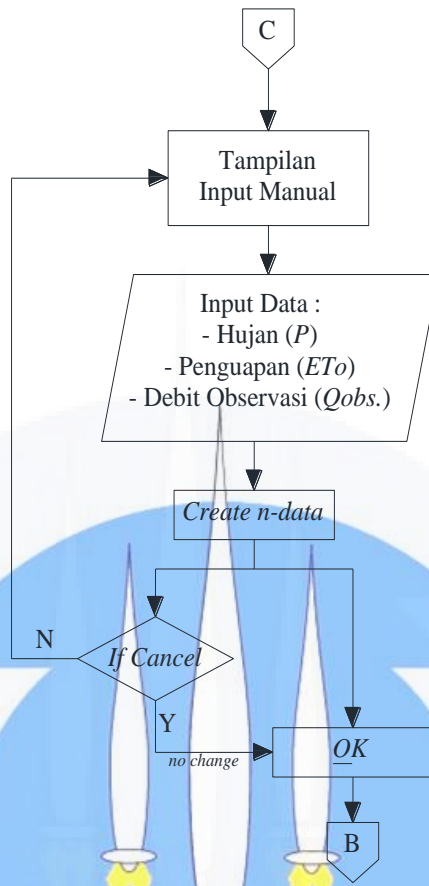 C
Tampilan
Input Manual
Input Data :
- Hujan (P)
- Penguapan (ETo)
- Debit Observasi (Qobs.)
Create n-data
N
If Cancel
Y
no change
OK
B